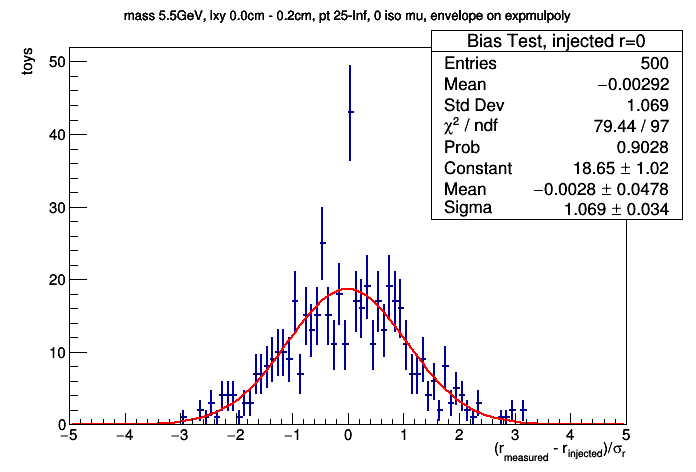 mass 5.5GeV, lxy 0.0cm - 0.2cm, pt 25-Inf, 0 iso mu, envelope on expmulpoly
Bias Test, injected r=0
Entries 500
Mean −0.00292
Std Dev 1.069
χ² / ndf 79.44 / 97
Prob 0.9028
Constant 18.65 ± 1.02
Mean −0.0028 ± 0.0478
Sigma 1.069 ± 0.034
toys
50
40
30
20
10
0
−5 −4 −3 −2 −1 0 1 2 3 4 5
(r_measured - r_injected)/σ_r